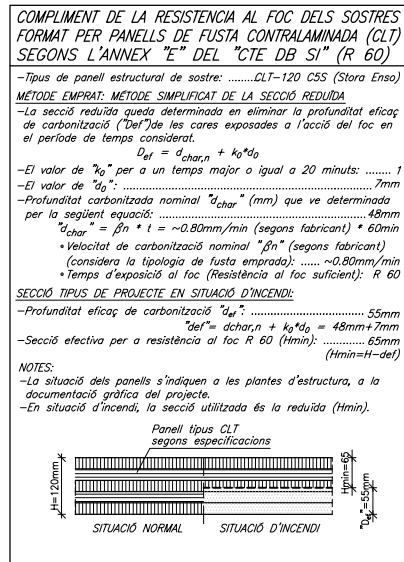 COMPLIMENT DE LA RESISTENCIA AL FOC DELS SOSTRES
FORMAT PER PANELLS DE FUSTA CONTRALAMINADA (CLT)
SEGONS L'ANNEX "E" DEL "CTE DB SI" (R 60)
-Tipus de panell estructural de sostre: ........CLT-120 C5S (Stora Enso)
MÉTODE EMPRAT: MÉTODE SIMPLIFICAT DE LA SECCIÓ REDUÏDA
-La secció reduïda queda determinada en eliminar la profunditat eficaç
de carbonització ("Def")de les cares exposades a l'acció del foc en
el període de temps considerat.
Def = dchar,n + k0*d0
-El valor de "k0" per a un temps major o igual a 20 minuts: ....... 1
-El valor de "d0": ............................................................ 7mm
-Profunditat carbonitzada nominal "dchar" (mm) que ve determinada
per la següent equació: ................................................48mm
"dchar" = βn * t = ~0.80mm/min (segons fabricant) * 60min
∘Velocitat de carbonització nominal "βn" (segons fabricant)
(considera la tipologia de fusta emprada): ...... ~0.80mm/min
∘Temps d'exposició al foc (Resistència al foc suficient): R 60
SECCIÓ TIPUS DE PROJECTE EN SITUACIÓ D'INCENDI:
-Profunditat eficaç de carbonització "def": ........................ 55mm
"def"= dchar,n + k0*d0 = 48mm+7mm
-Secció efectiva per a resistència al foc R 60 (Hmin): .............65mm
(Hmin=H-def)
NOTES:
-La situació dels panells s'indiquen a les plantes d'estructura, a la
documentació gràfica del projecte.
-En situació d'incendi, la secció utilitzada és la reduïda (Hmin).
Panell tipus CLT
segons especificacions
H=120mm
Hmin=65
"Def"=55mm
SITUACIÓ NORMAL
SITUACIÓ D'INCENDI